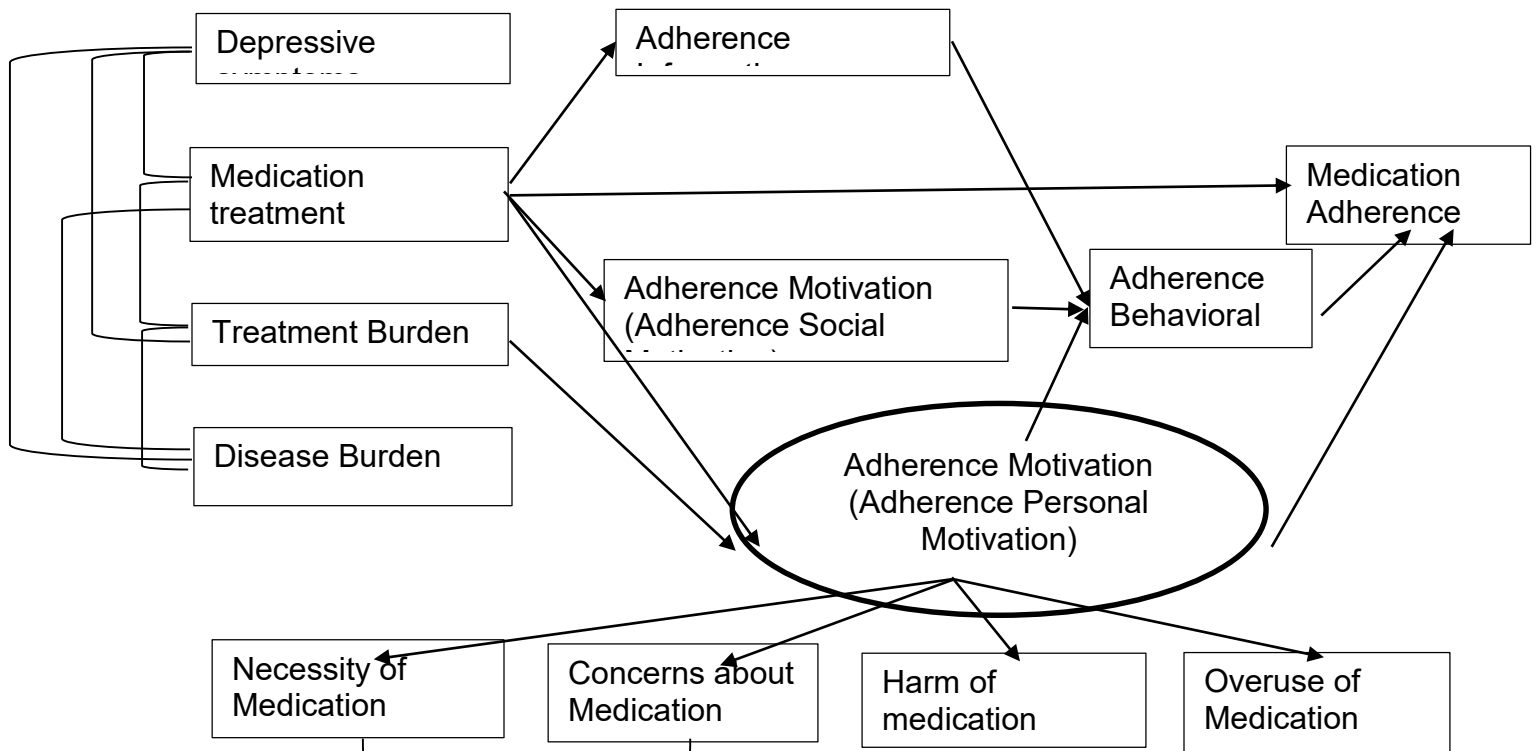 Depressive
Adherence
Medication
treatment
Medication
Adherence
Adherence Motivation
(Adherence Social
Adherence
Behavioral
Treatment Burden
Disease Burden
Adherence Motivation
(Adherence Personal
Motivation)
Necessity of
Medication
Concerns about
Medication
Harm of
medication
Overuse of
Medication